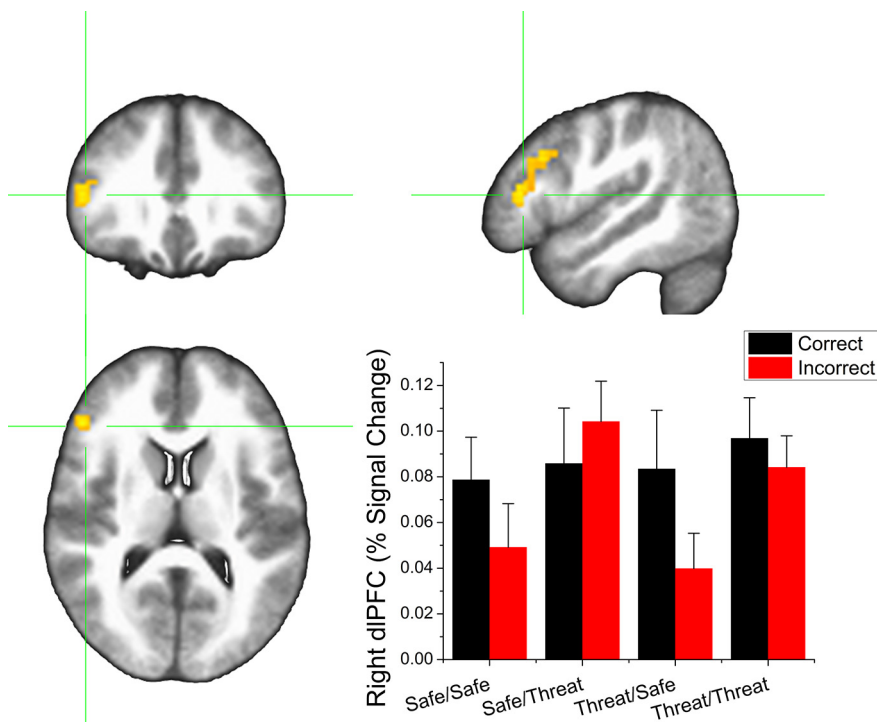 Correct
Incorrect
Right dlPFC (% Signal Change)
0.12
0.10
0.08
0.06
0.04
0.02
0.00
Safe/Safe
Safe/Threat
Threat/Safe
Threat/Threat